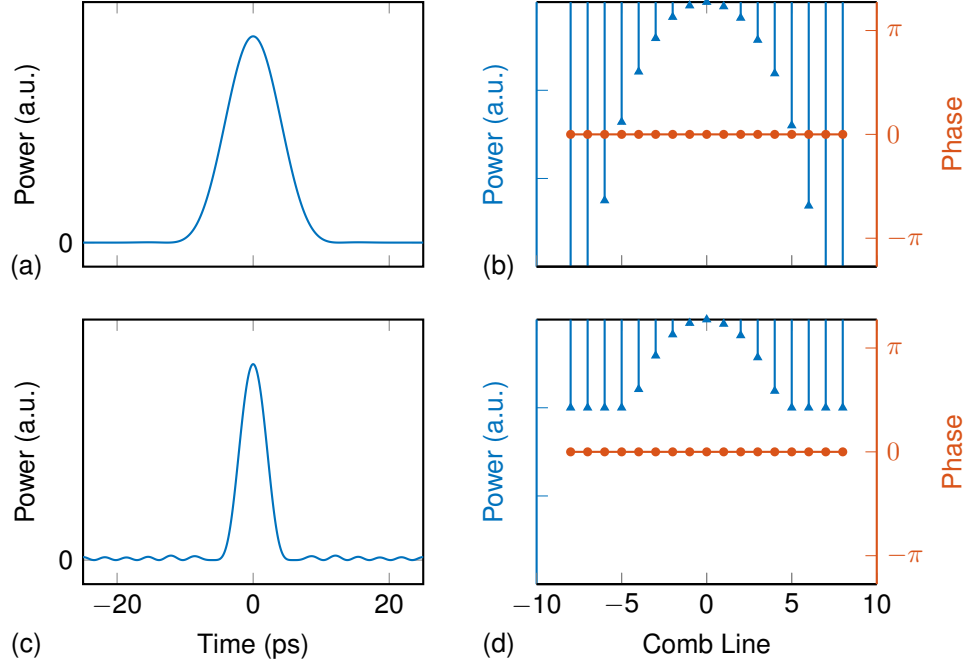 Power (a.u.)
0
(a)
Power (a.u.)
π
0
−π
Phase
(b)
Power (a.u.)
0
−20
0
20
Time (ps)
(c)
Power (a.u.)
π
0
−π
Phase
−10
−5
0
5
10
Comb Line
(d)